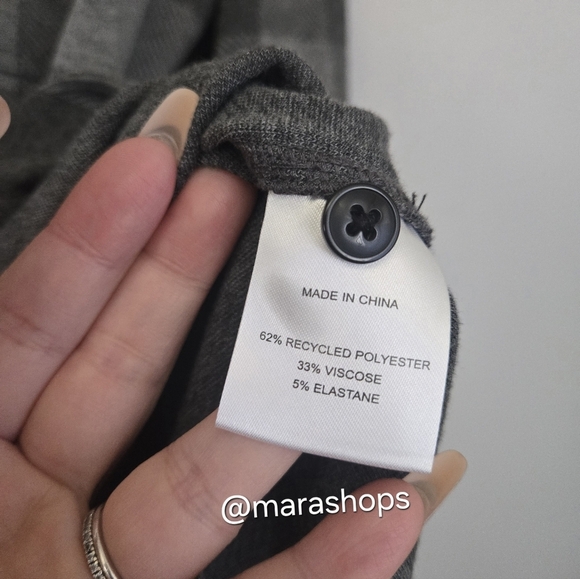 MADE IN CHINA
62% RECYCLED POLYESTER
33% VISCOSE
5% ELASTANE
@marashops